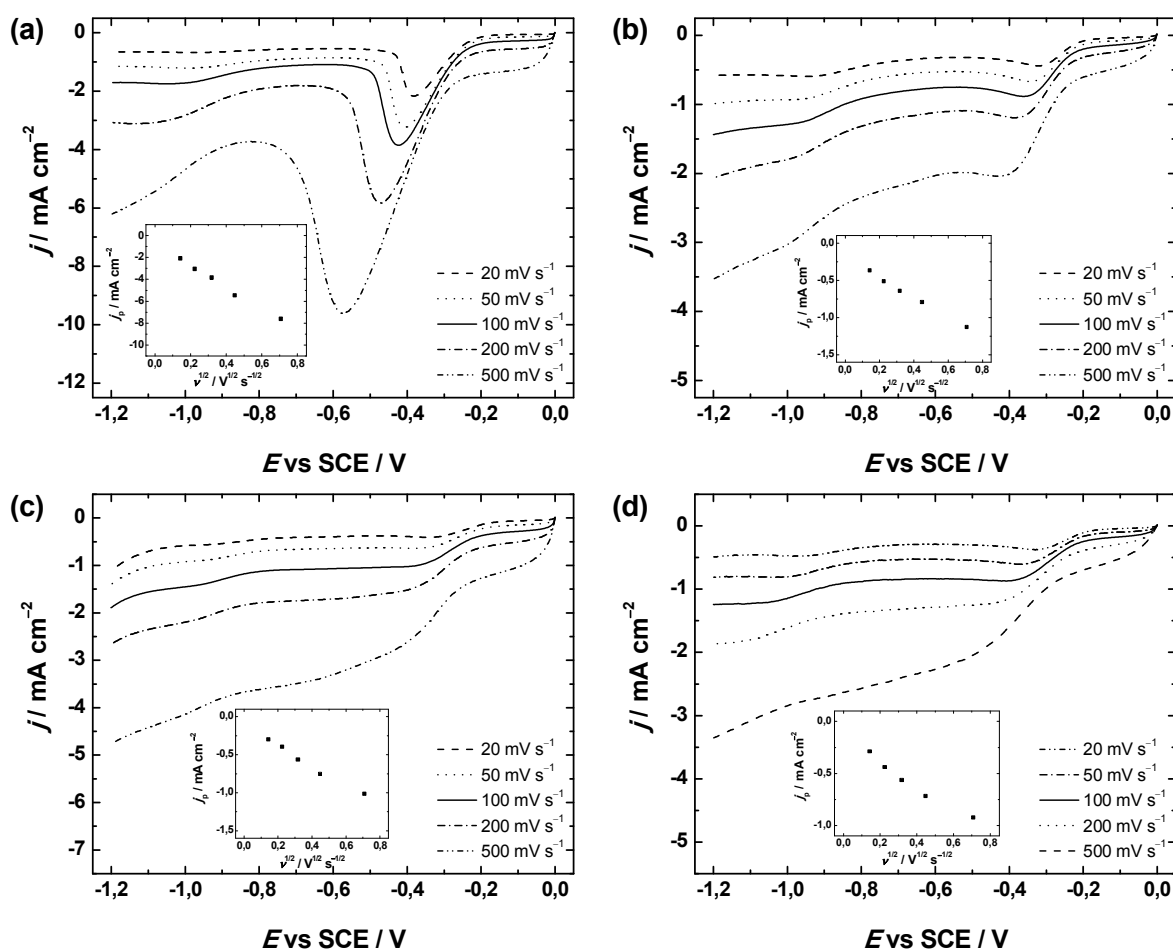 (a)
0
-2
-4
-6
-8
-10
-12
j / mA cm⁻²
-1,2 -1,0 -0,8 -0,6 -0,4 -0,2 0,0
E vs SCE / V
0
-2
-4
-6
-8
-10
jp / mA cm⁻²
0,0 0,2 0,4 0,6 0,8
ν1/2 / V1/2 s-1/2
20 mV s⁻¹
50 mV s⁻¹
100 mV s⁻¹
200 mV s⁻¹
500 mV s⁻¹
(b)
0
-1
-2
-3
-4
-5
j / mA cm⁻²
-1,2 -1,0 -0,8 -0,6 -0,4 -0,2 0,0
E vs SCE / V
0,0
-0,5
-1,0
-1,5
jp / mA cm⁻²
0,0 0,2 0,4 0,6 0,8
ν1/2 / V1/2 s-1/2
20 mV s⁻¹
50 mV s⁻¹
100 mV s⁻¹
200 mV s⁻¹
500 mV s⁻¹
(c)
0
-1
-2
-3
-4
-5
-6
-7
j / mA cm⁻²
-1,2 -1,0 -0,8 -0,6 -0,4 -0,2 0,0
E vs SCE / V
0,0
-0,5
-1,0
-1,5
jp / mA cm⁻²
0,0 0,2 0,4 0,6 0,8
ν1/2 / V1/2 s-1/2
20 mV s⁻¹
50 mV s⁻¹
100 mV s⁻¹
200 mV s⁻¹
500 mV s⁻¹
(d)
0
-1
-2
-3
-4
-5
j / mA cm⁻²
-1,2 -1,0 -0,8 -0,6 -0,4 -0,2 0,0
E vs SCE / V
0,0
-0,5
-1,0
jp / mA cm⁻²
0,0 0,2 0,4 0,6 0,8
ν1/2 / V1/2 s-1/2
20 mV s⁻¹
50 mV s⁻¹
100 mV s⁻¹
200 mV s⁻¹
500 mV s⁻¹